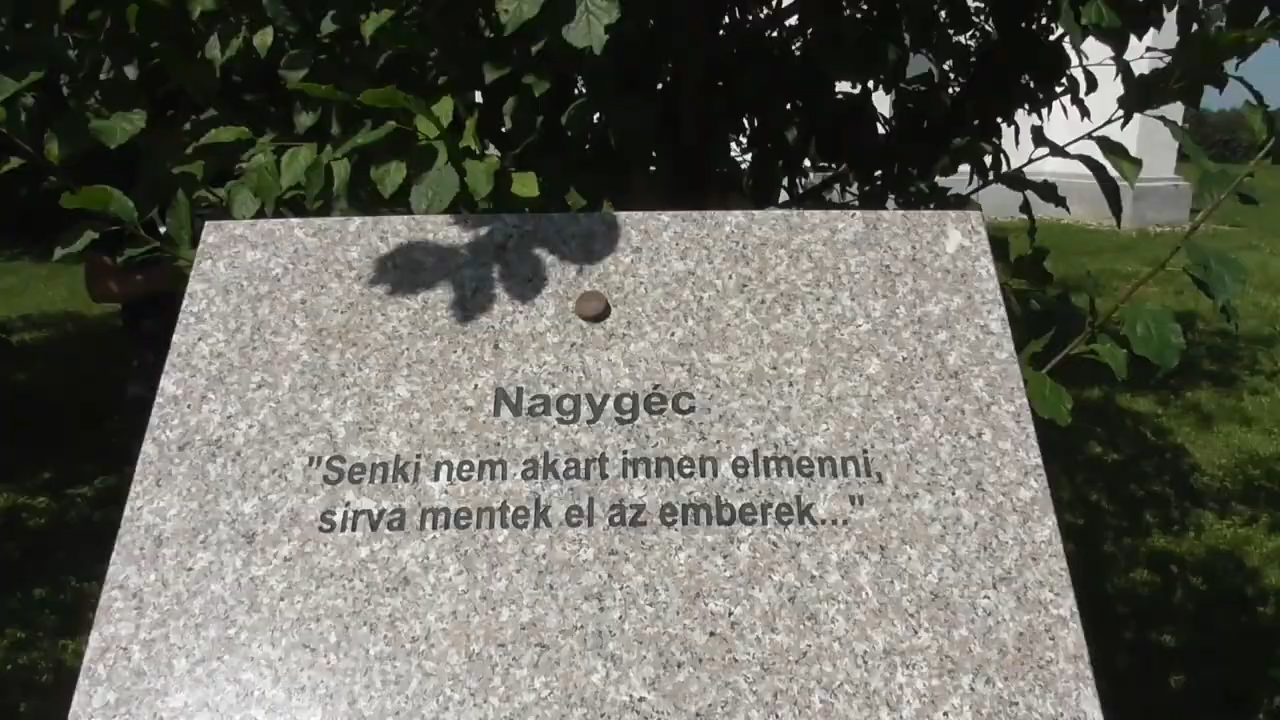 Nagygéc
"Senki nem akart innen elmenni,
sírva mentek el az emberek..."